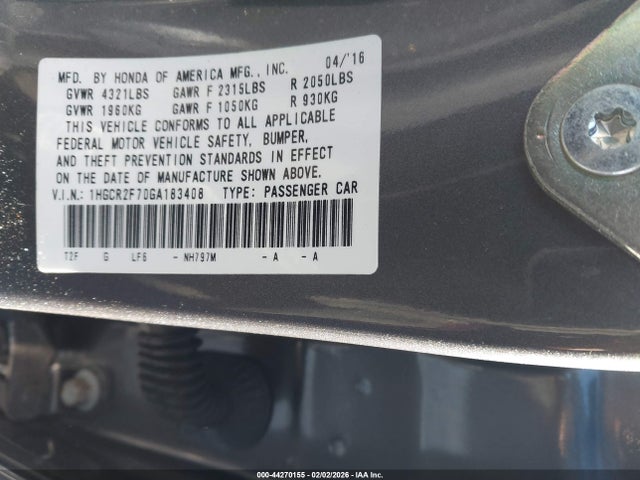 MFD. BY HONDA OF AMERICA MFG., INC. 04/'16
GVWR 4321LBS GAWR F 2315LBS R 2050LBS
GVWR 1960KG GAWR F 1050KG R 930KG
THIS VEHICLE CONFORMS TO ALL APPLICABLE
FEDERAL MOTOR VEHICLE SAFETY, BUMPER,
AND THEFT PREVENTION STANDARDS IN EFFECT
ON THE DATE OF MANUFACTURE SHOWN ABOVE.
V.I.N.: 1HGCR2F70GA183408 TYPE: PASSENGER CAR
T2F G LF6 - NH797M - A - A
000-44270155 - 02/02/2026 - IAA Inc.